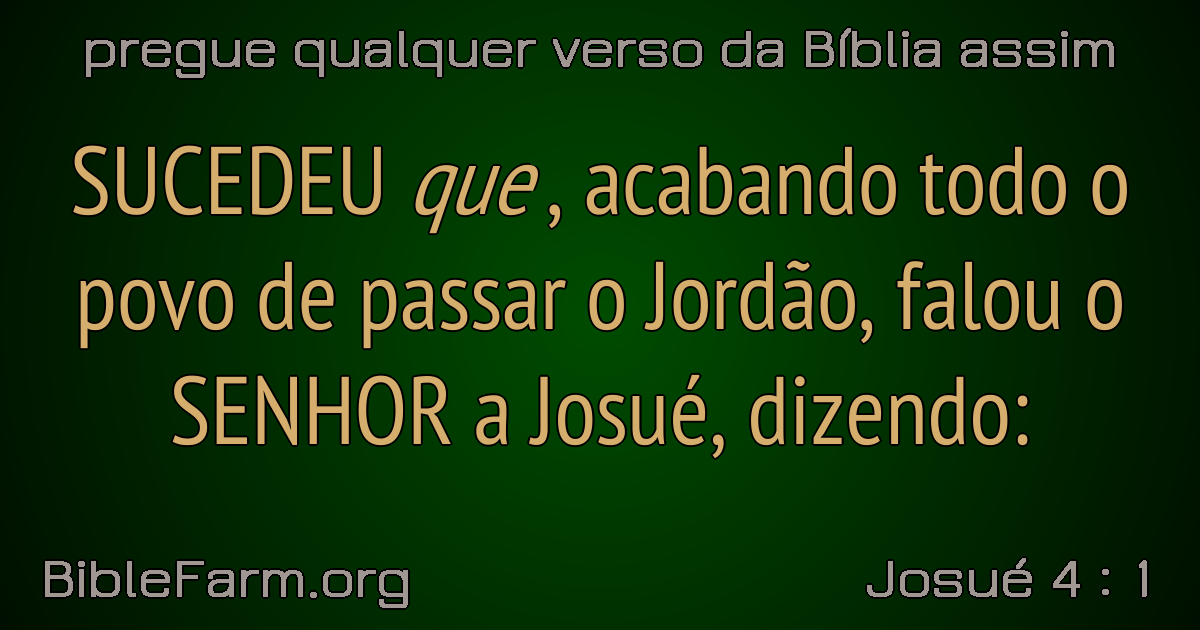 pregue qualquer verso da Bíblia assim
SUCEDEU que, acabando todo o
povo de passar o Jordão, falou o
SENHOR a Josué, dizendo:
BibleFarm.org
Josué 4 : 1